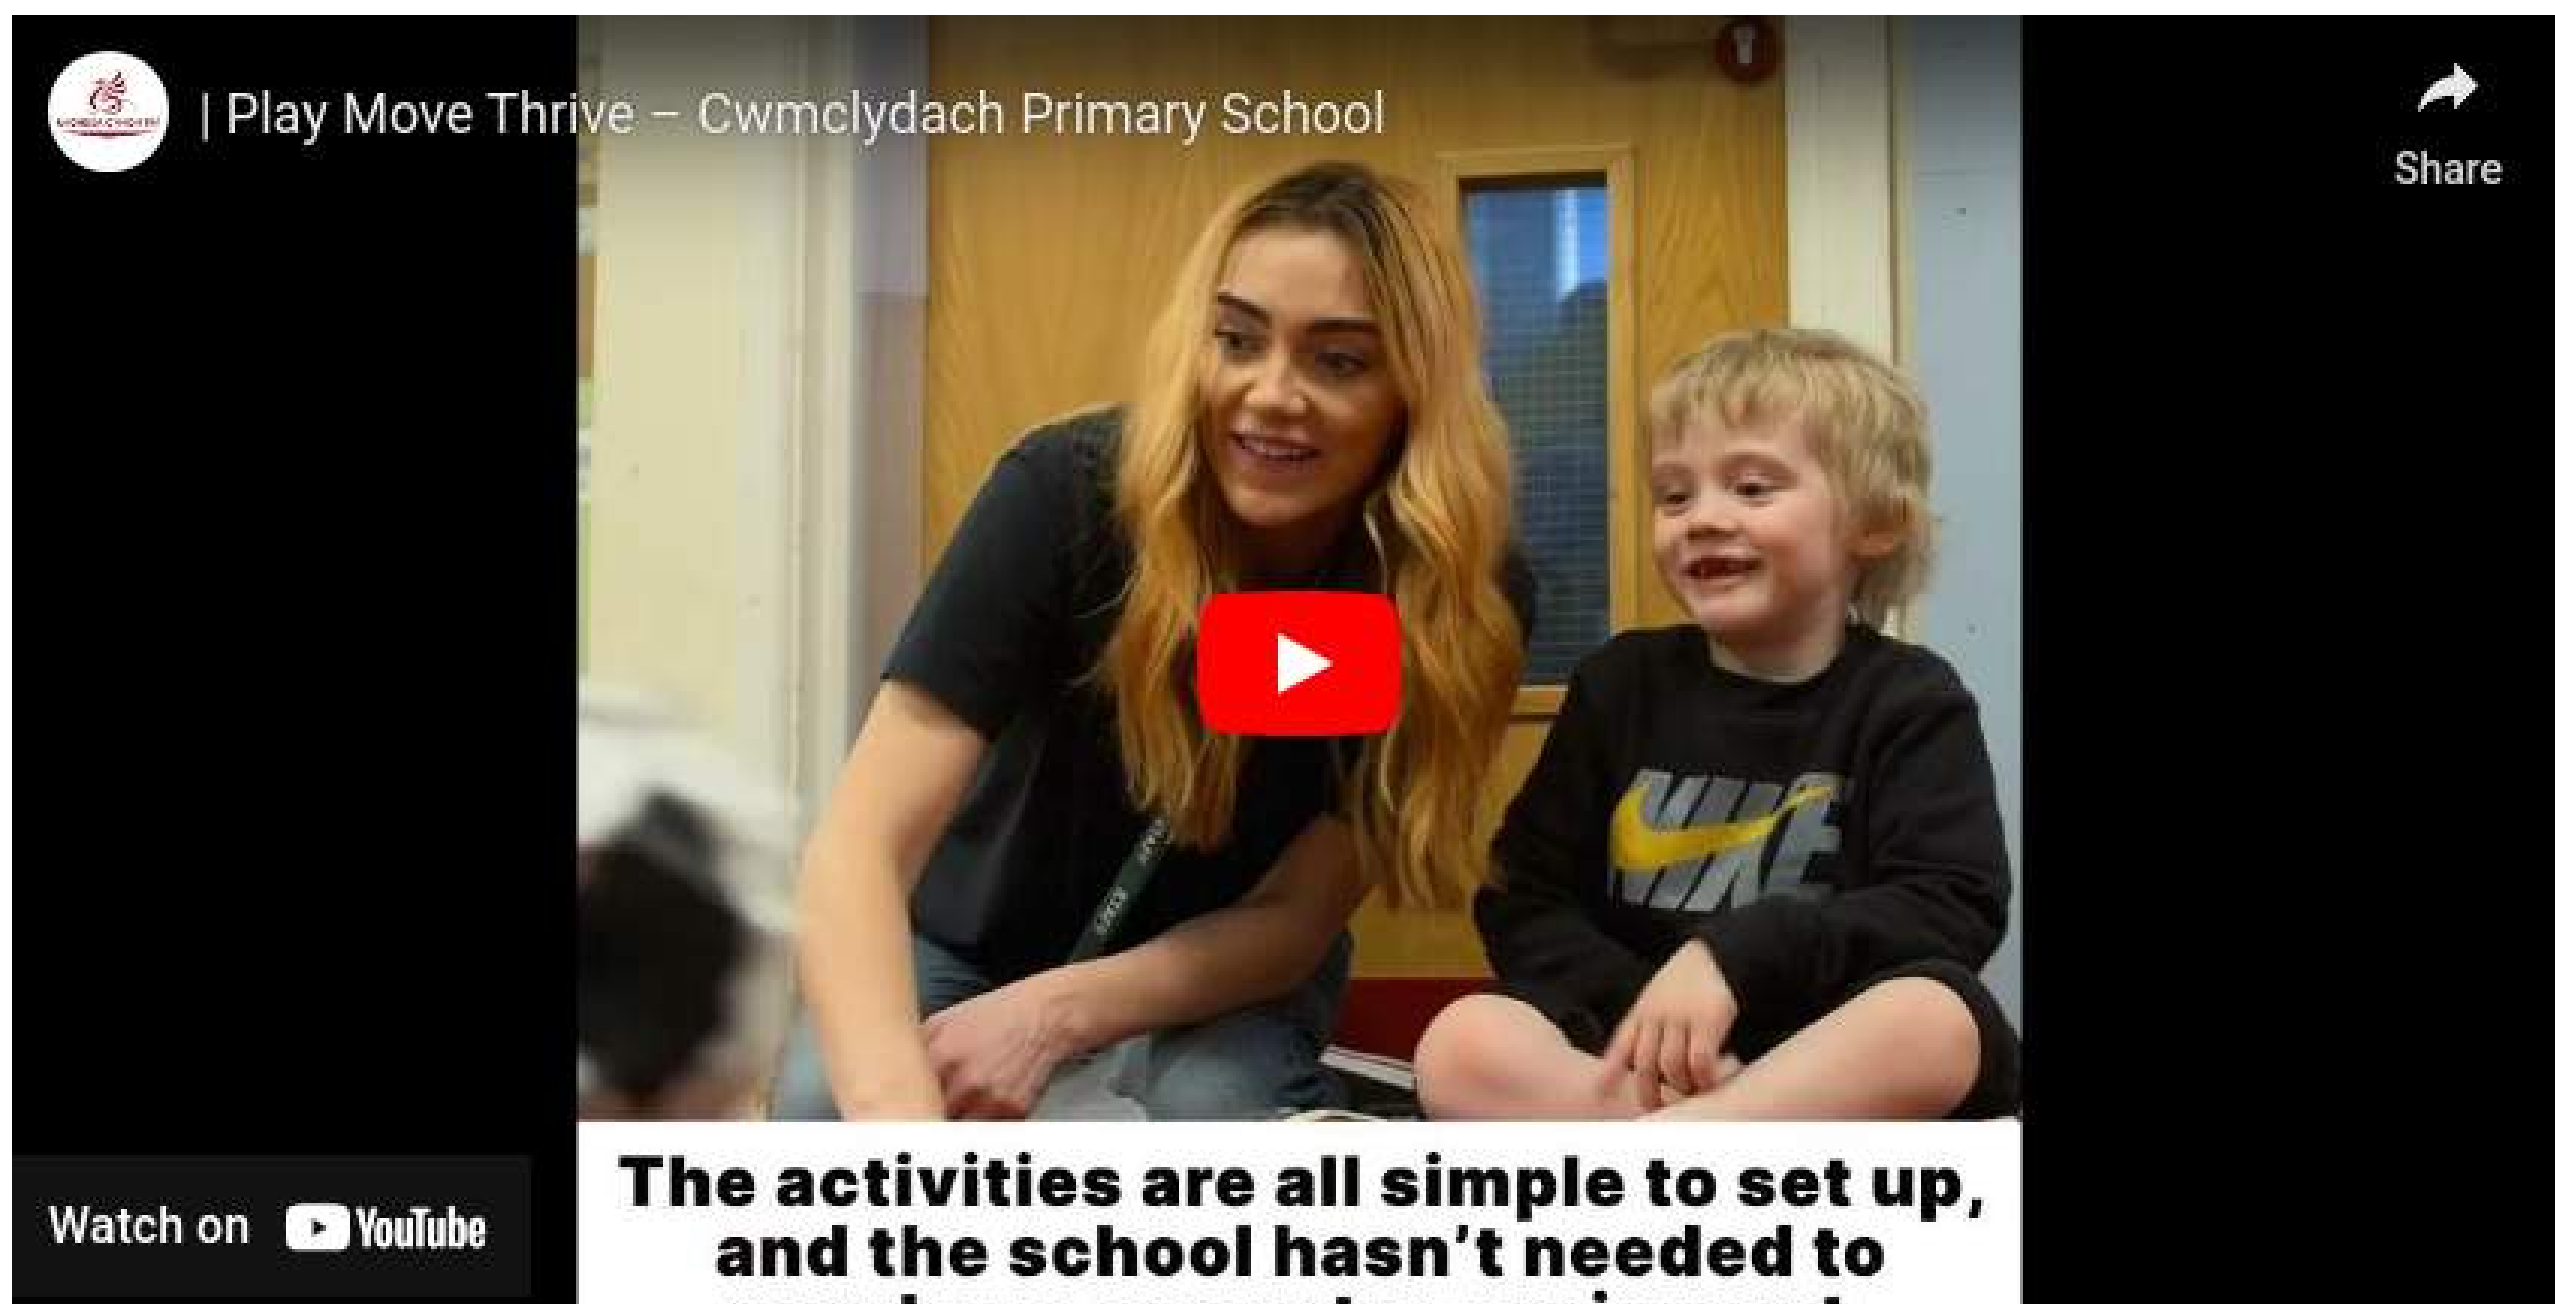 | Play Move Thrive – Cwmclydach Primary School
Share
NIKE
The activities are all simple to set up,
and the school hasn’t needed to
Watch on YouTube